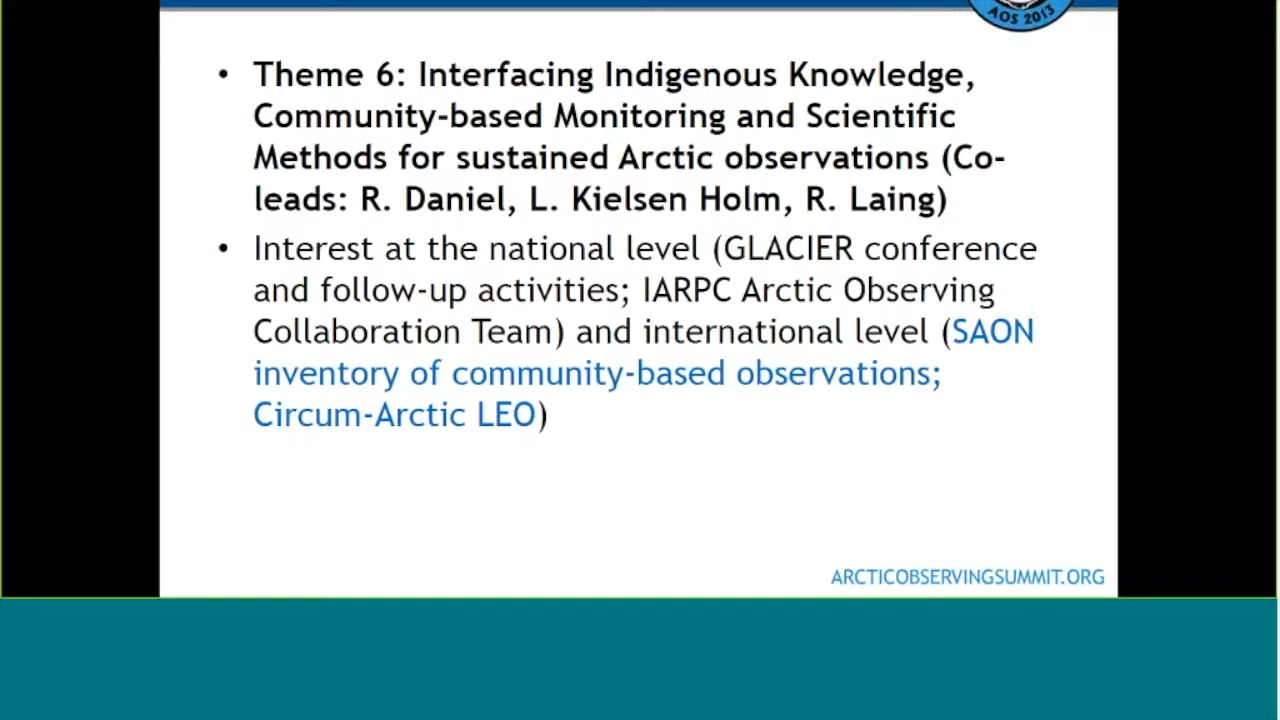 AOS 2013
• Theme 6: Interfacing Indigenous Knowledge,
Community-based Monitoring and Scientific
Methods for sustained Arctic observations (Co-
leads: R. Daniel, L. Kielsen Holm, R. Laing)
• Interest at the national level (GLACIER conference
and follow-up activities; IARPC Arctic Observing
Collaboration Team) and international level (SAON
inventory of community-based observations;
Circum-Arctic LEO)
ARCTICOBSERVINGSUMMIT.ORG